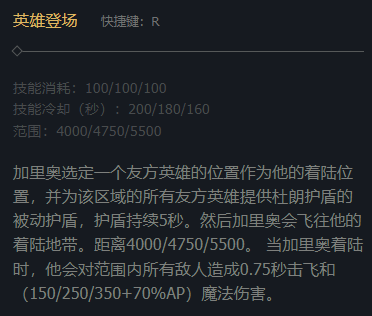 英雄登场 快捷键：R
技能消耗：100/100/100
技能冷却（秒）：200/180/160
范围：4000/4750/5500
加里奥选定一个友方英雄的位置作为他的着陆位
置，并为该区域的所有友方英雄提供杜朗护盾的
被动护盾，护盾持续5秒。然后加里奥会飞往他的
着陆地带。距离4000/4750/5500。 当加里奥着陆
时，他会对范围内所有敌人造成0.75秒击飞和
（150/250/350+70%AP）魔法伤害。